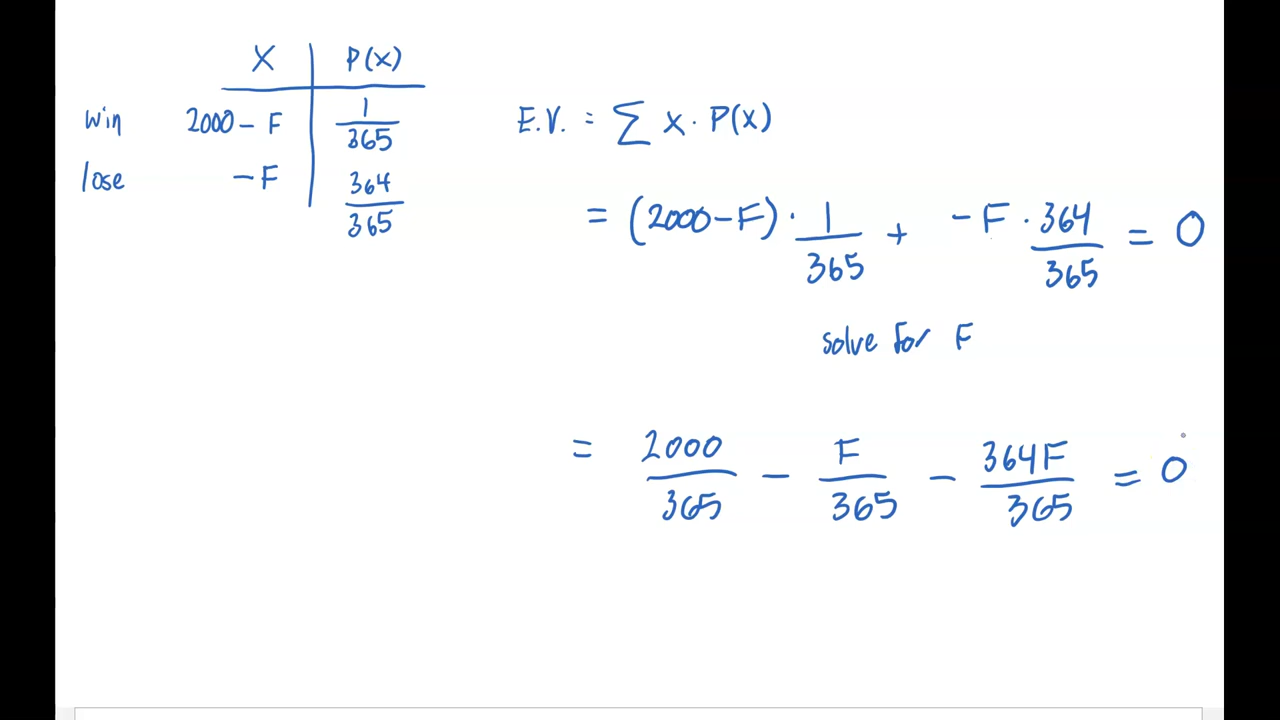 X P(x)
win 2000 - F 1/365
lose -F 364/365
E.V. = ∑ x · P(x)
= (2000 - F) · 1/365 + -F · 364/365 = 0
solve for F
= 2000/365 - F/365 - 364F/365 = 0